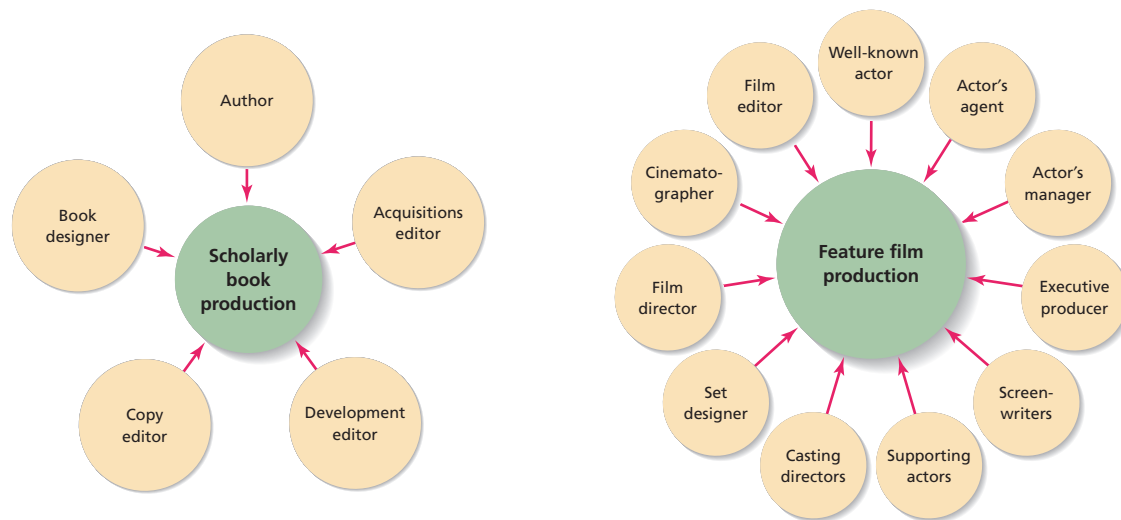 Author
Book
designer
Acquisitions
editor
Scholarly
book
production
Copy
editor
Development
editor
Well-known
actor
Film
editor
Actor’s
agent
Cinemato-
grapher
Actor’s
manager
Feature film
production
Film
director
Executive
producer
Set
designer
Screen-
writers
Casting
directors
Supporting
actors